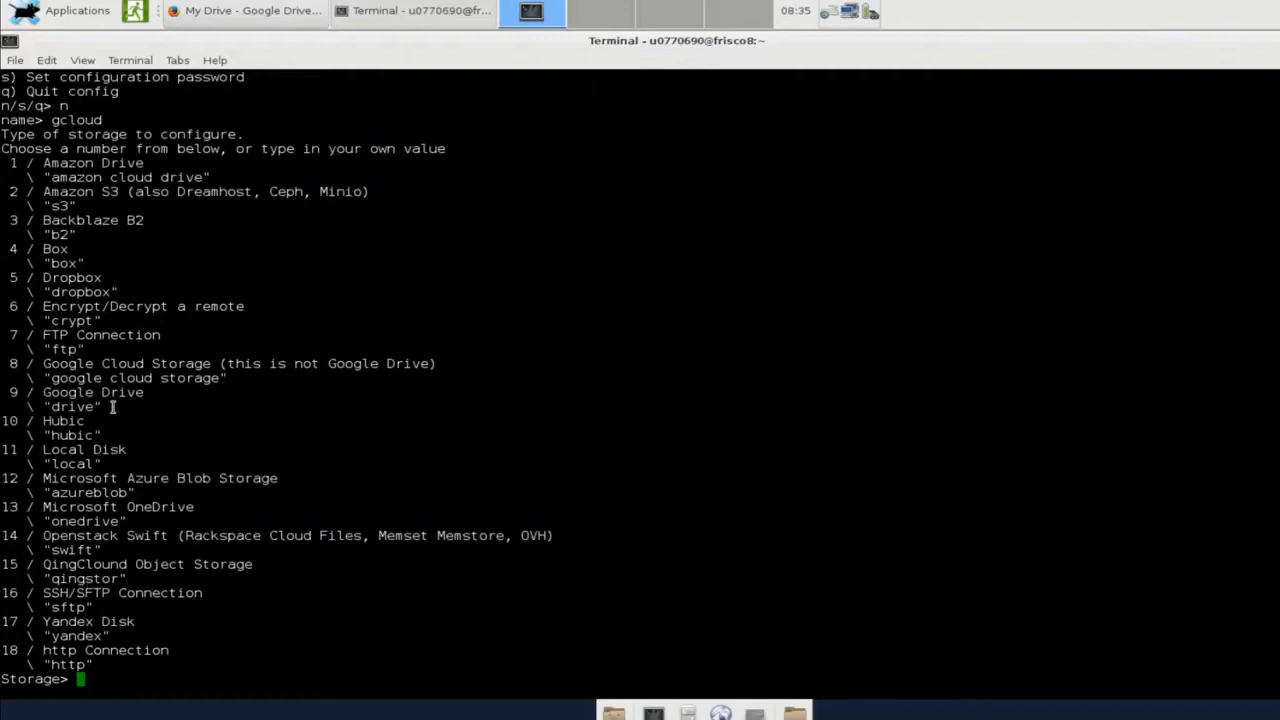 Applications
My Drive - Google Drive...
Terminal - u0770690@fr...
08:35
Terminal - u0770690@frisco8:~
File Edit View Terminal Tabs Help
s) Set configuration password
q) Quit config
n/s/q> n
name> gcloud
Type of storage to configure.
Choose a number from below, or type in your own value
 1 / Amazon Drive
   \ "amazon cloud drive"
 2 / Amazon S3 (also Dreamhost, Ceph, Minio)
   \ "s3"
 3 / Backblaze B2
   \ "b2"
 4 / Box
   \ "box"
 5 / Dropbox
   \ "dropbox"
 6 / Encrypt/Decrypt a remote
   \ "crypt"
 7 / FTP Connection
   \ "ftp"
 8 / Google Cloud Storage (this is not Google Drive)
   \ "google cloud storage"
 9 / Google Drive
   \ "drive"
10 / Hubic
   \ "hubic"
11 / Local Disk
   \ "local"
12 / Microsoft Azure Blob Storage
   \ "azureblob"
13 / Microsoft OneDrive
   \ "onedrive"
14 / Openstack Swift (Rackspace Cloud Files, Memset Memstore, OVH)
   \ "swift"
15 / QingClound Object Storage
   \ "qingstor"
16 / SSH/SFTP Connection
   \ "sftp"
17 / Yandex Disk
   \ "yandex"
18 / http Connection
   \ "http"
Storage>